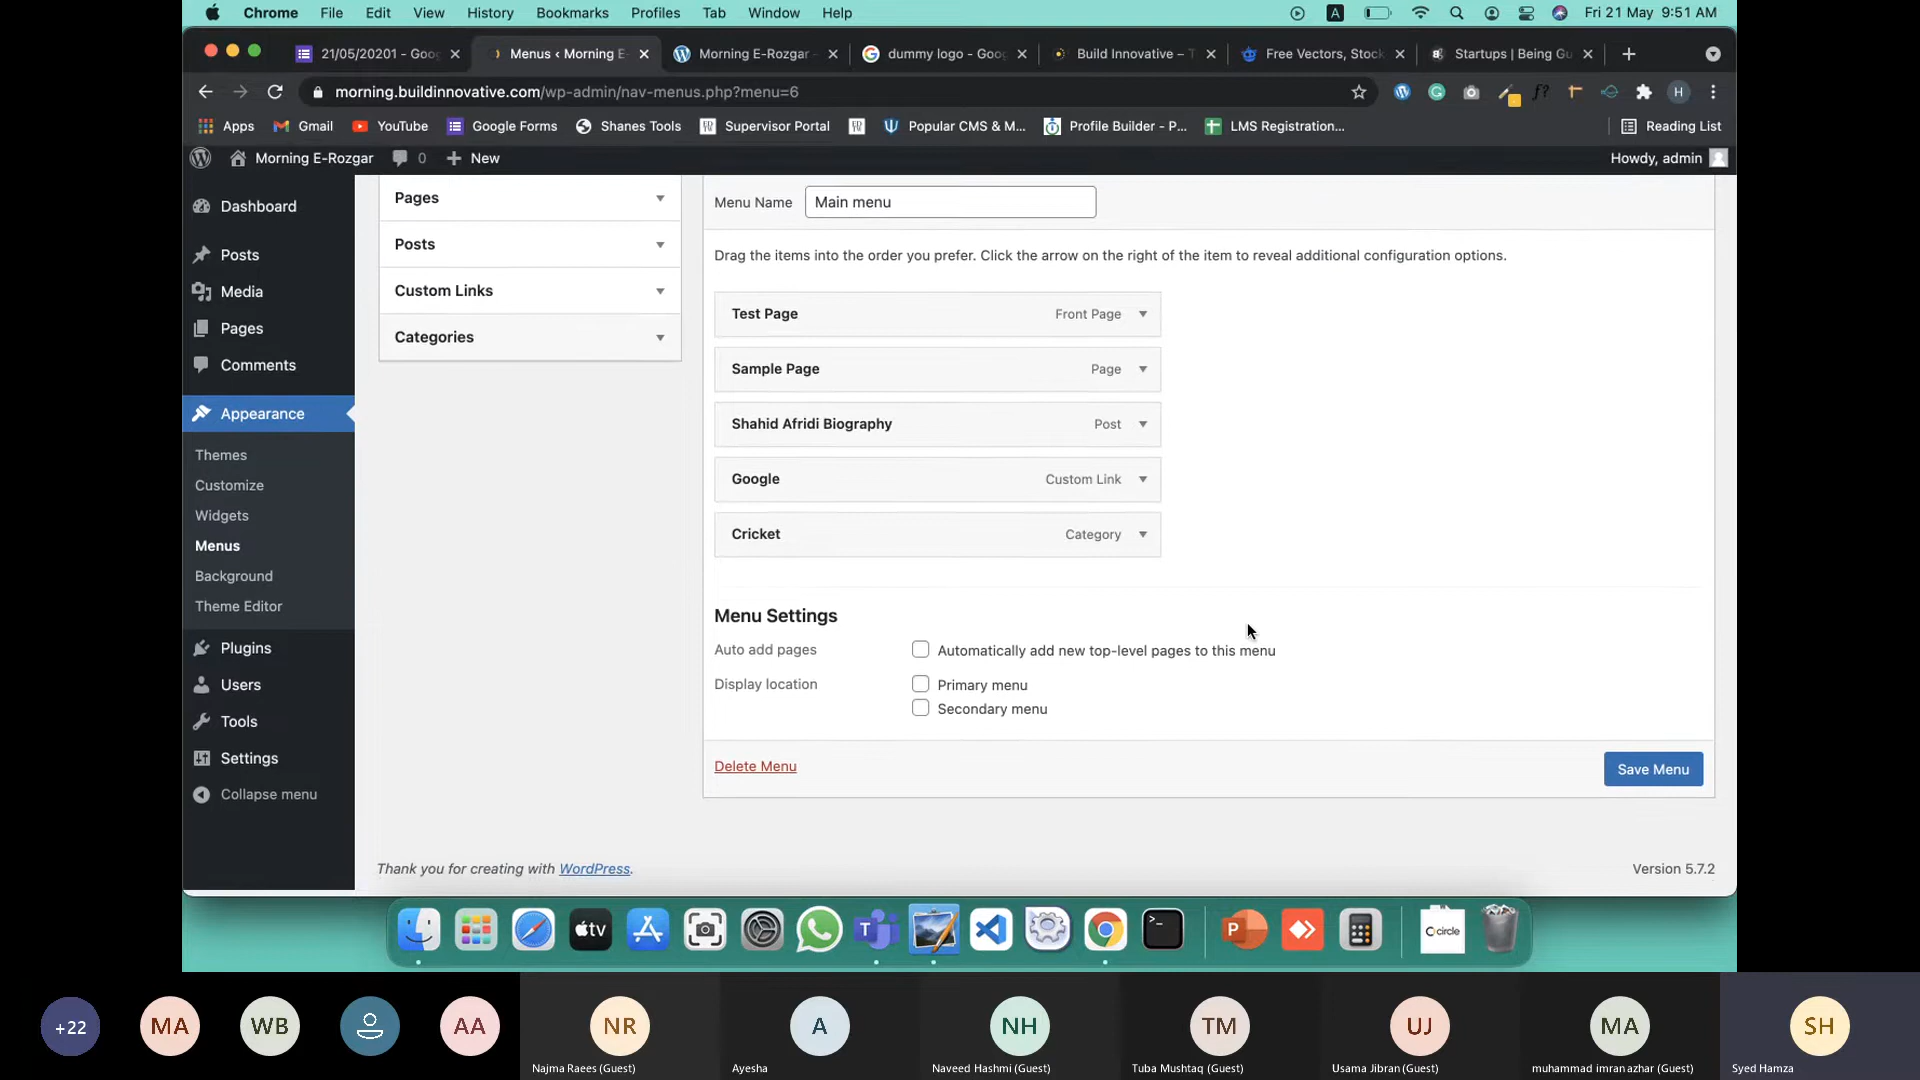 Chrome File Edit View History Bookmarks Profiles Tab Window Help A Fri 21 May 9:51 AM
21/05/20201 - Goo Menus ‹ Morning E- Morning E-Rozgar dummy logo - Goo Build Innovative – T Free Vectors, Stock Startups | Being Gu
morning.buildinnovative.com/wp-admin/nav-menus.php?menu=6 H
Apps Gmail YouTube Google Forms Shanes Tools Supervisor Portal Popular CMS & M... Profile Builder - P... LMS Registration... Reading List
Morning E-Rozgar 0 New Howdy, admin
Dashboard
Posts
Media
Pages
Comments
Appearance
Themes
Customize
Widgets
Menus
Background
Theme Editor
Plugins
Users
Tools
Settings
Collapse menu
Pages
Posts
Custom Links
Categories
Menu Name Main menu
Drag the items into the order you prefer. Click the arrow on the right of the item to reveal additional configuration options.
Test Page Front Page
Sample Page Page
Shahid Afridi Biography Post
Google Custom Link
Cricket Category
Menu Settings
Auto add pages Automatically add new top-level pages to this menu
Display location Primary menu
Secondary menu
Delete Menu Save Menu
Thank you for creating with WordPress. Version 5.7.2
tv circle
+22 MA WB AA NR A NH TM UJ MA SH
Najma Raees (Guest) Ayesha Naveed Hashmi (Guest) Tuba Mushtaq (Guest) Usama Jibran (Guest) muhammad imran azhar (Guest) Syed Hamza